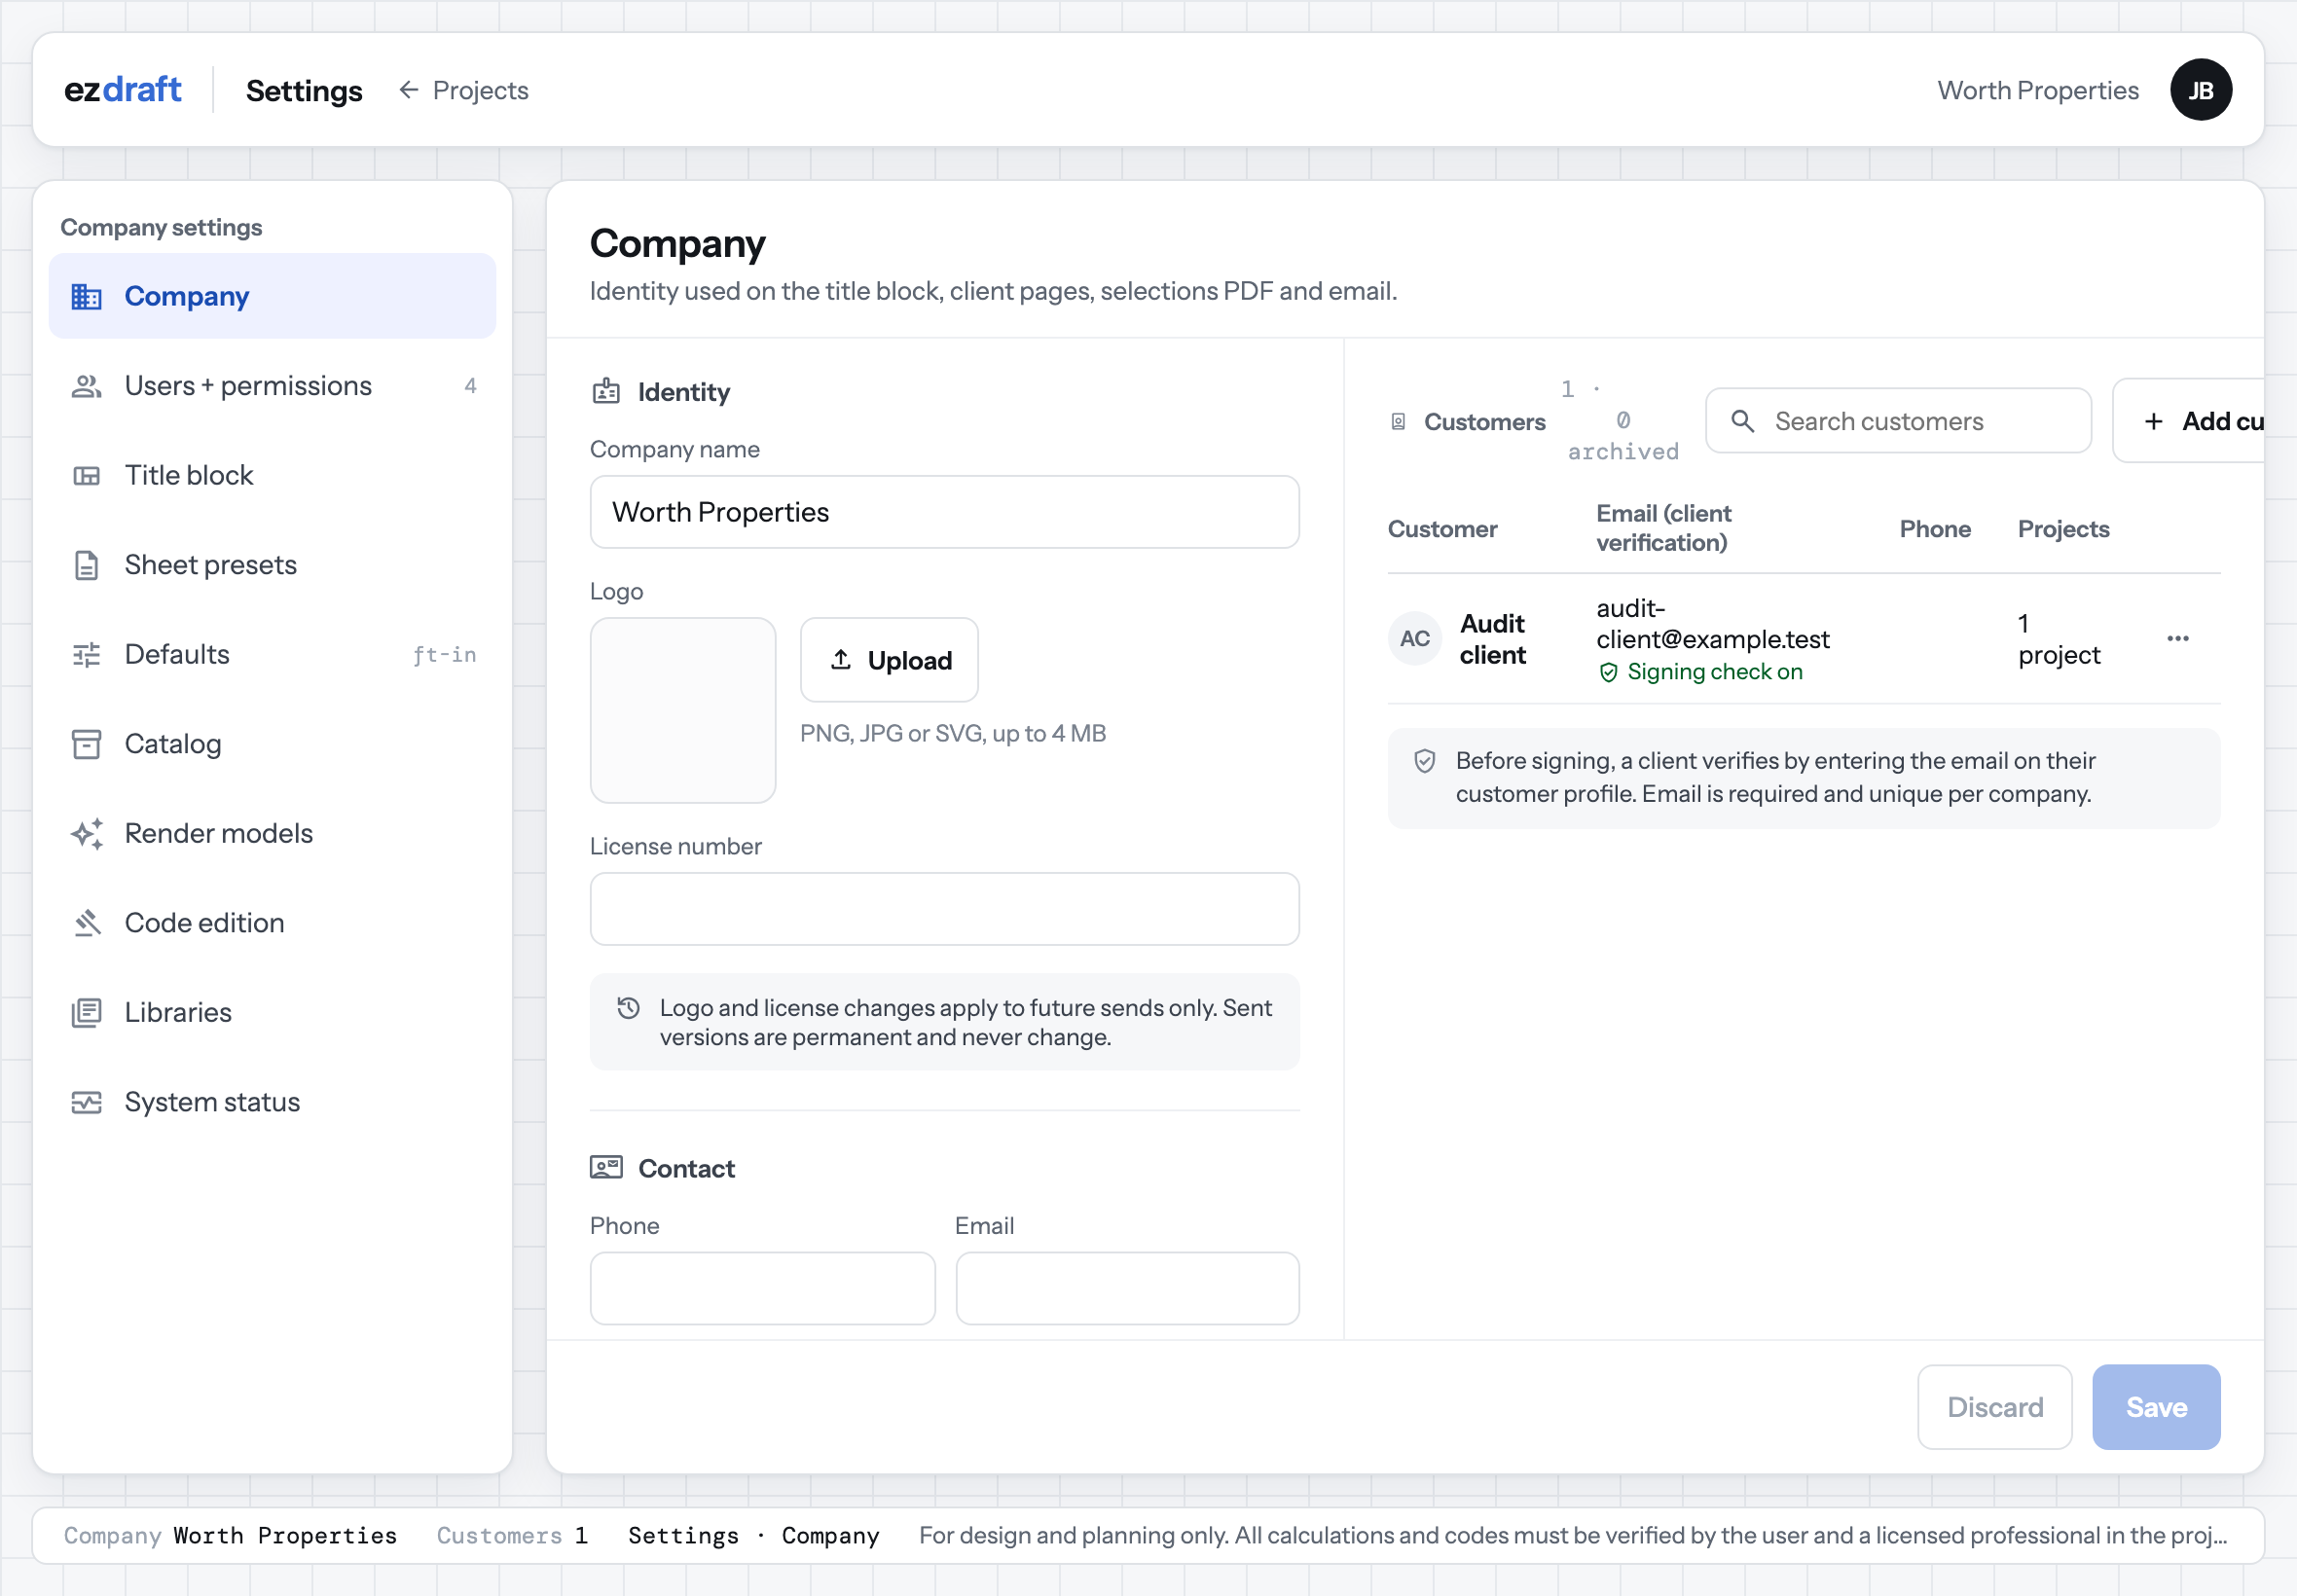 ezdraft
Settings
Projects
Worth Properties
JB
Company settings
Company
Users + permissions 4
Title block
Sheet presets
Defaults ft-in
Catalog
Render models
Code edition
Libraries
System status
Company
Identity used on the title block, client pages, selections PDF and email.
Identity
Company name
Worth Properties
Logo
Upload
PNG, JPG or SVG, up to 4 MB
License number
Logo and license changes apply to future sends only. Sent
versions are permanent and never change.
Contact
Phone
Email
Customers
1 ·
0
archived
Search customers
+ Add cu
Customer
Email (client
verification)
Phone
Projects
AC
Audit
client
audit-
client@example.test
Signing check on
1
project
Before signing, a client verifies by entering the email on their
customer profile. Email is required and unique per company.
Discard
Save
Company Worth Properties Customers 1 Settings · Company For design and planning only. All calculations and codes must be verified by the user and a licensed professional in the proj...